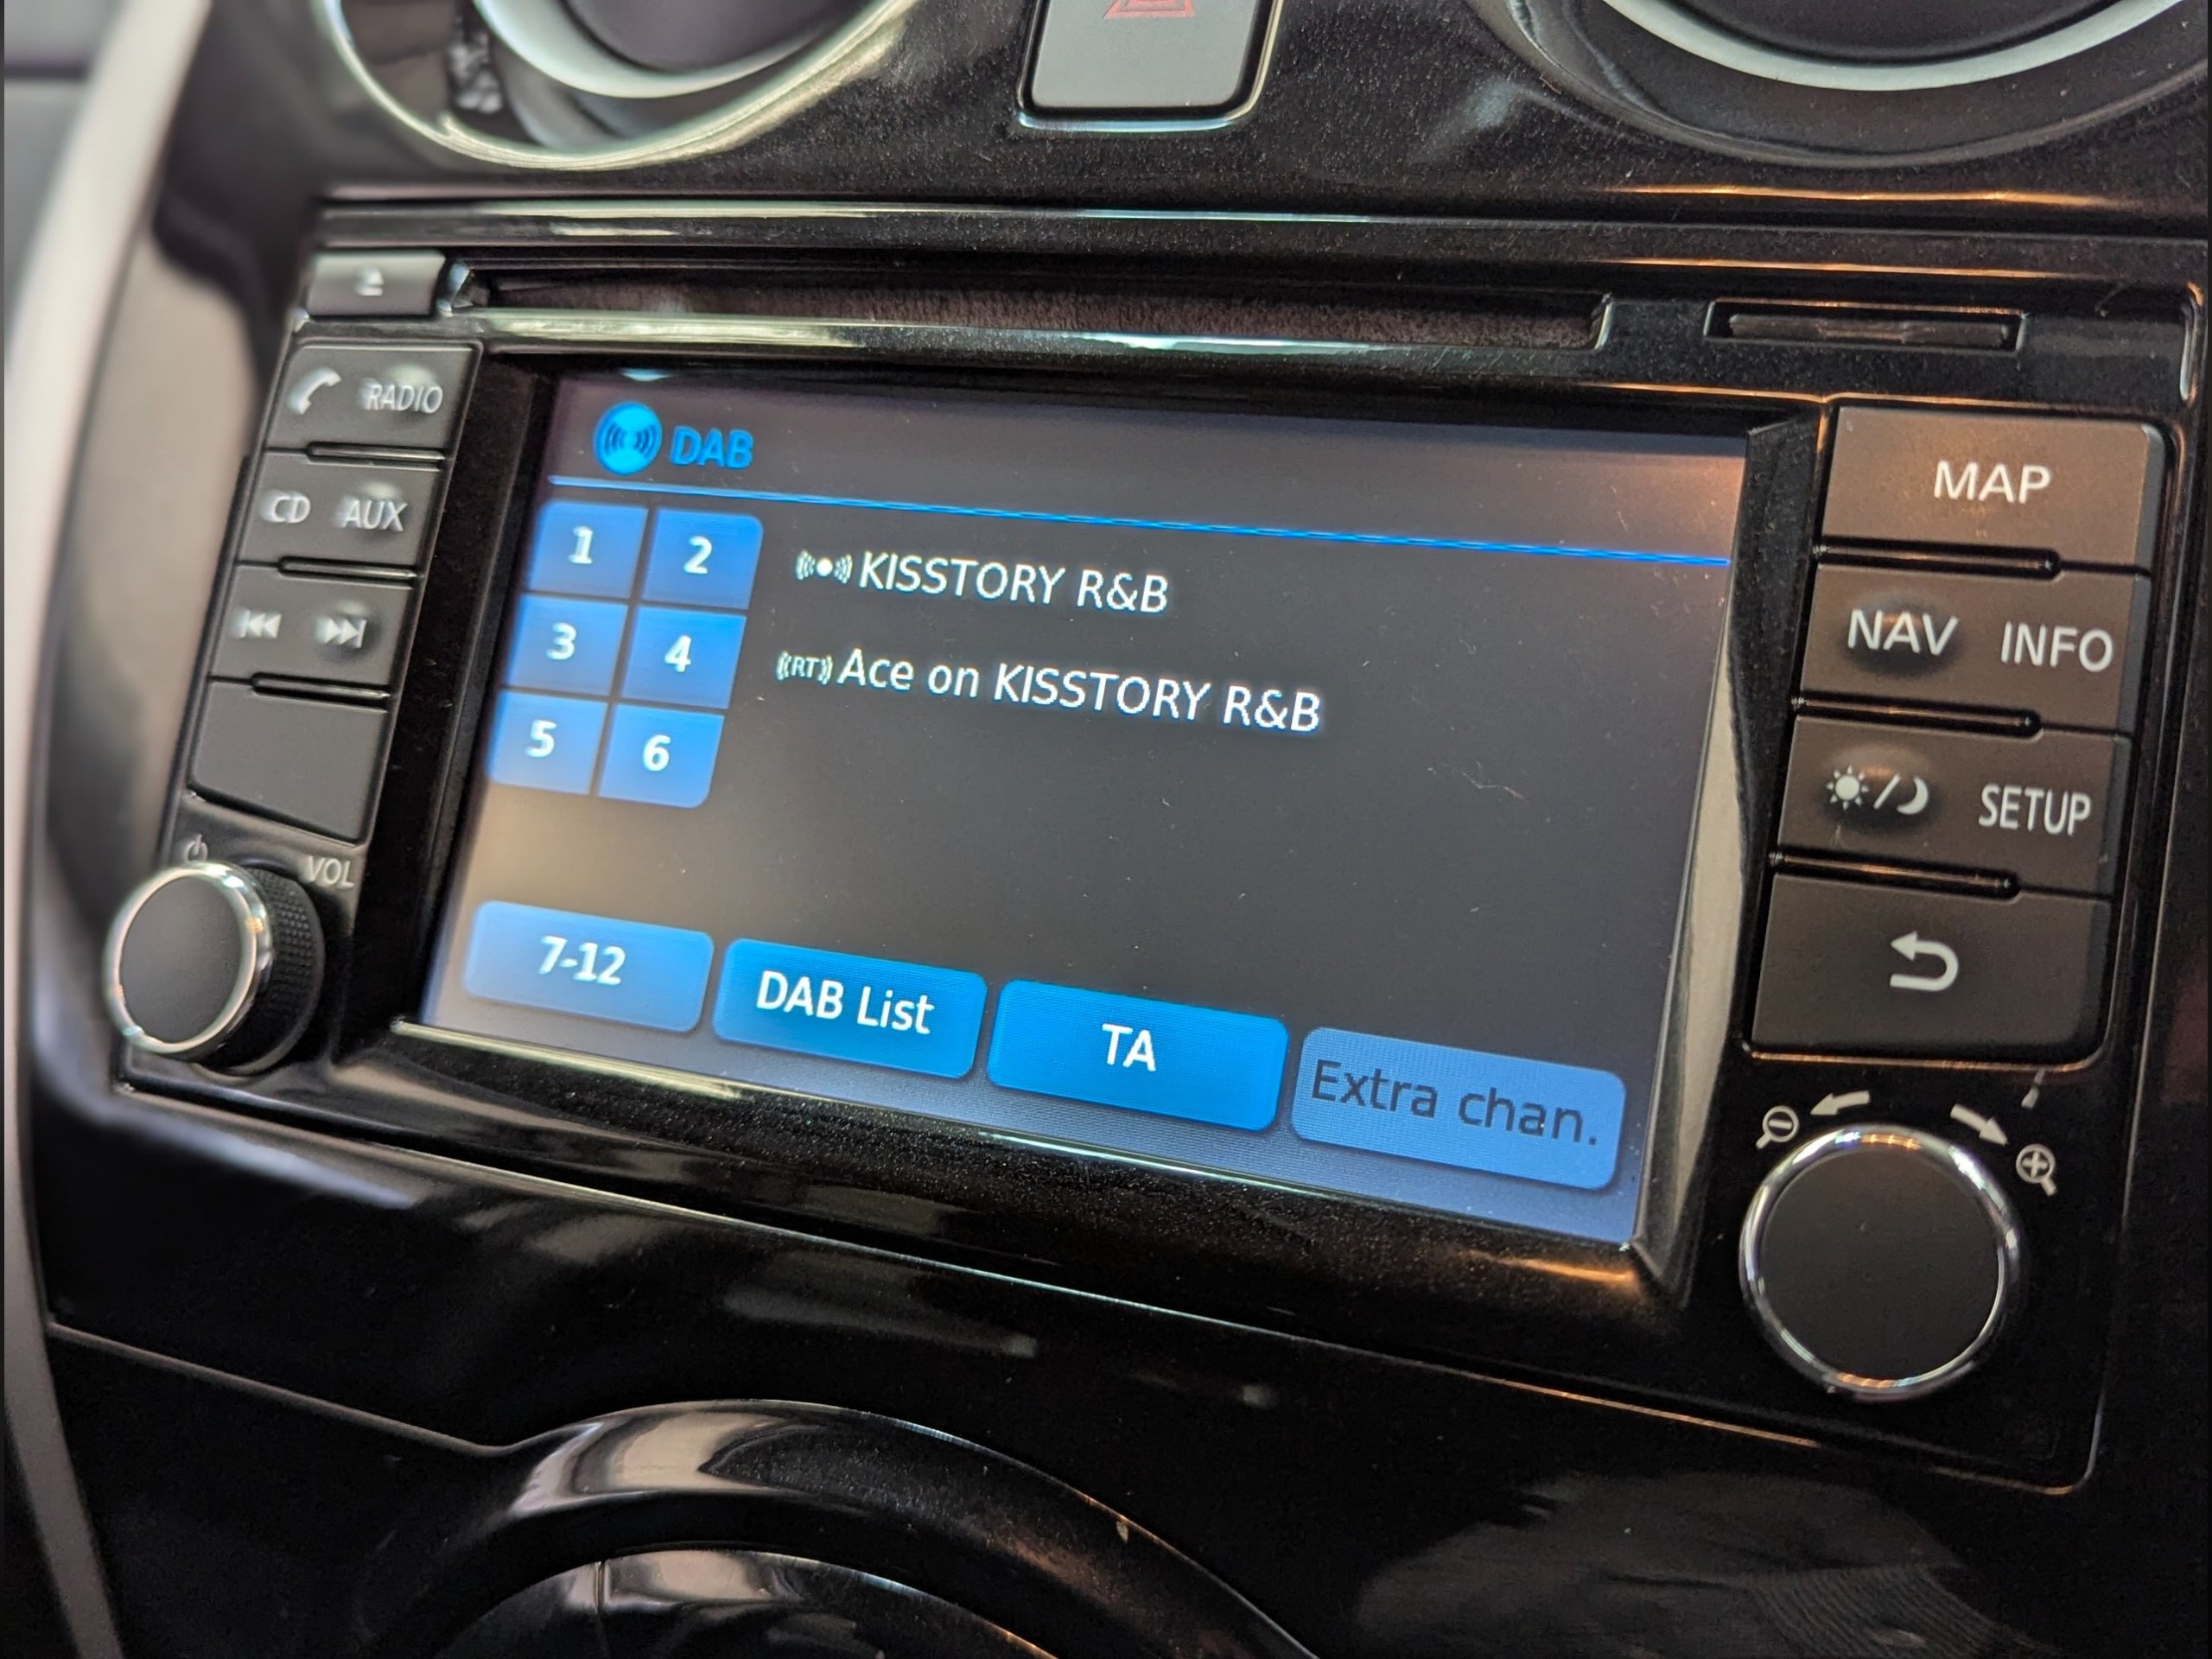 RADIO
CD AUX
VOL
DAB
1 2
3 4
5 6
KISSTORY R&B
RT Ace on KISSTORY R&B
7-12
DAB List
TA
Extra chan.
MAP
NAV INFO
SETUP